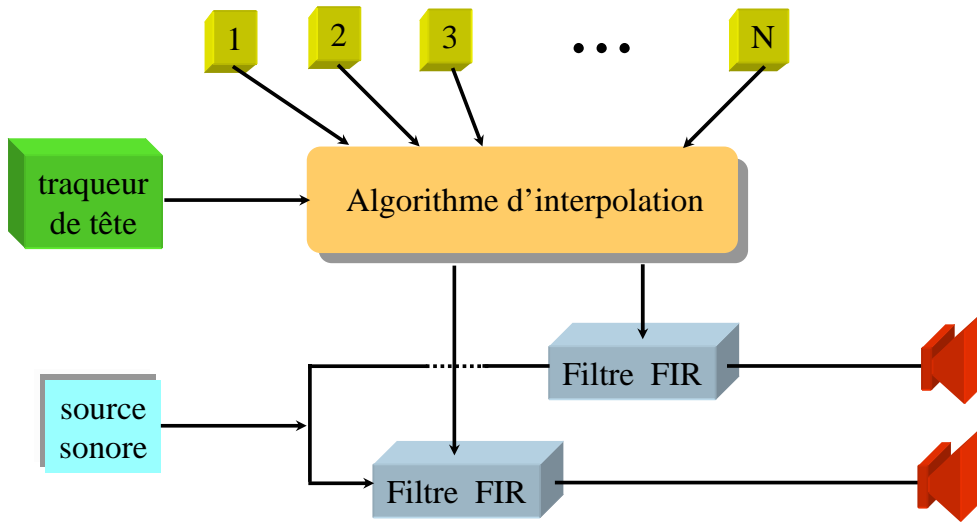 1
2
3
• • •
N
traqueur
de tête
Algorithme d’interpolation
Filtre FIR
source
sonore
Filtre FIR